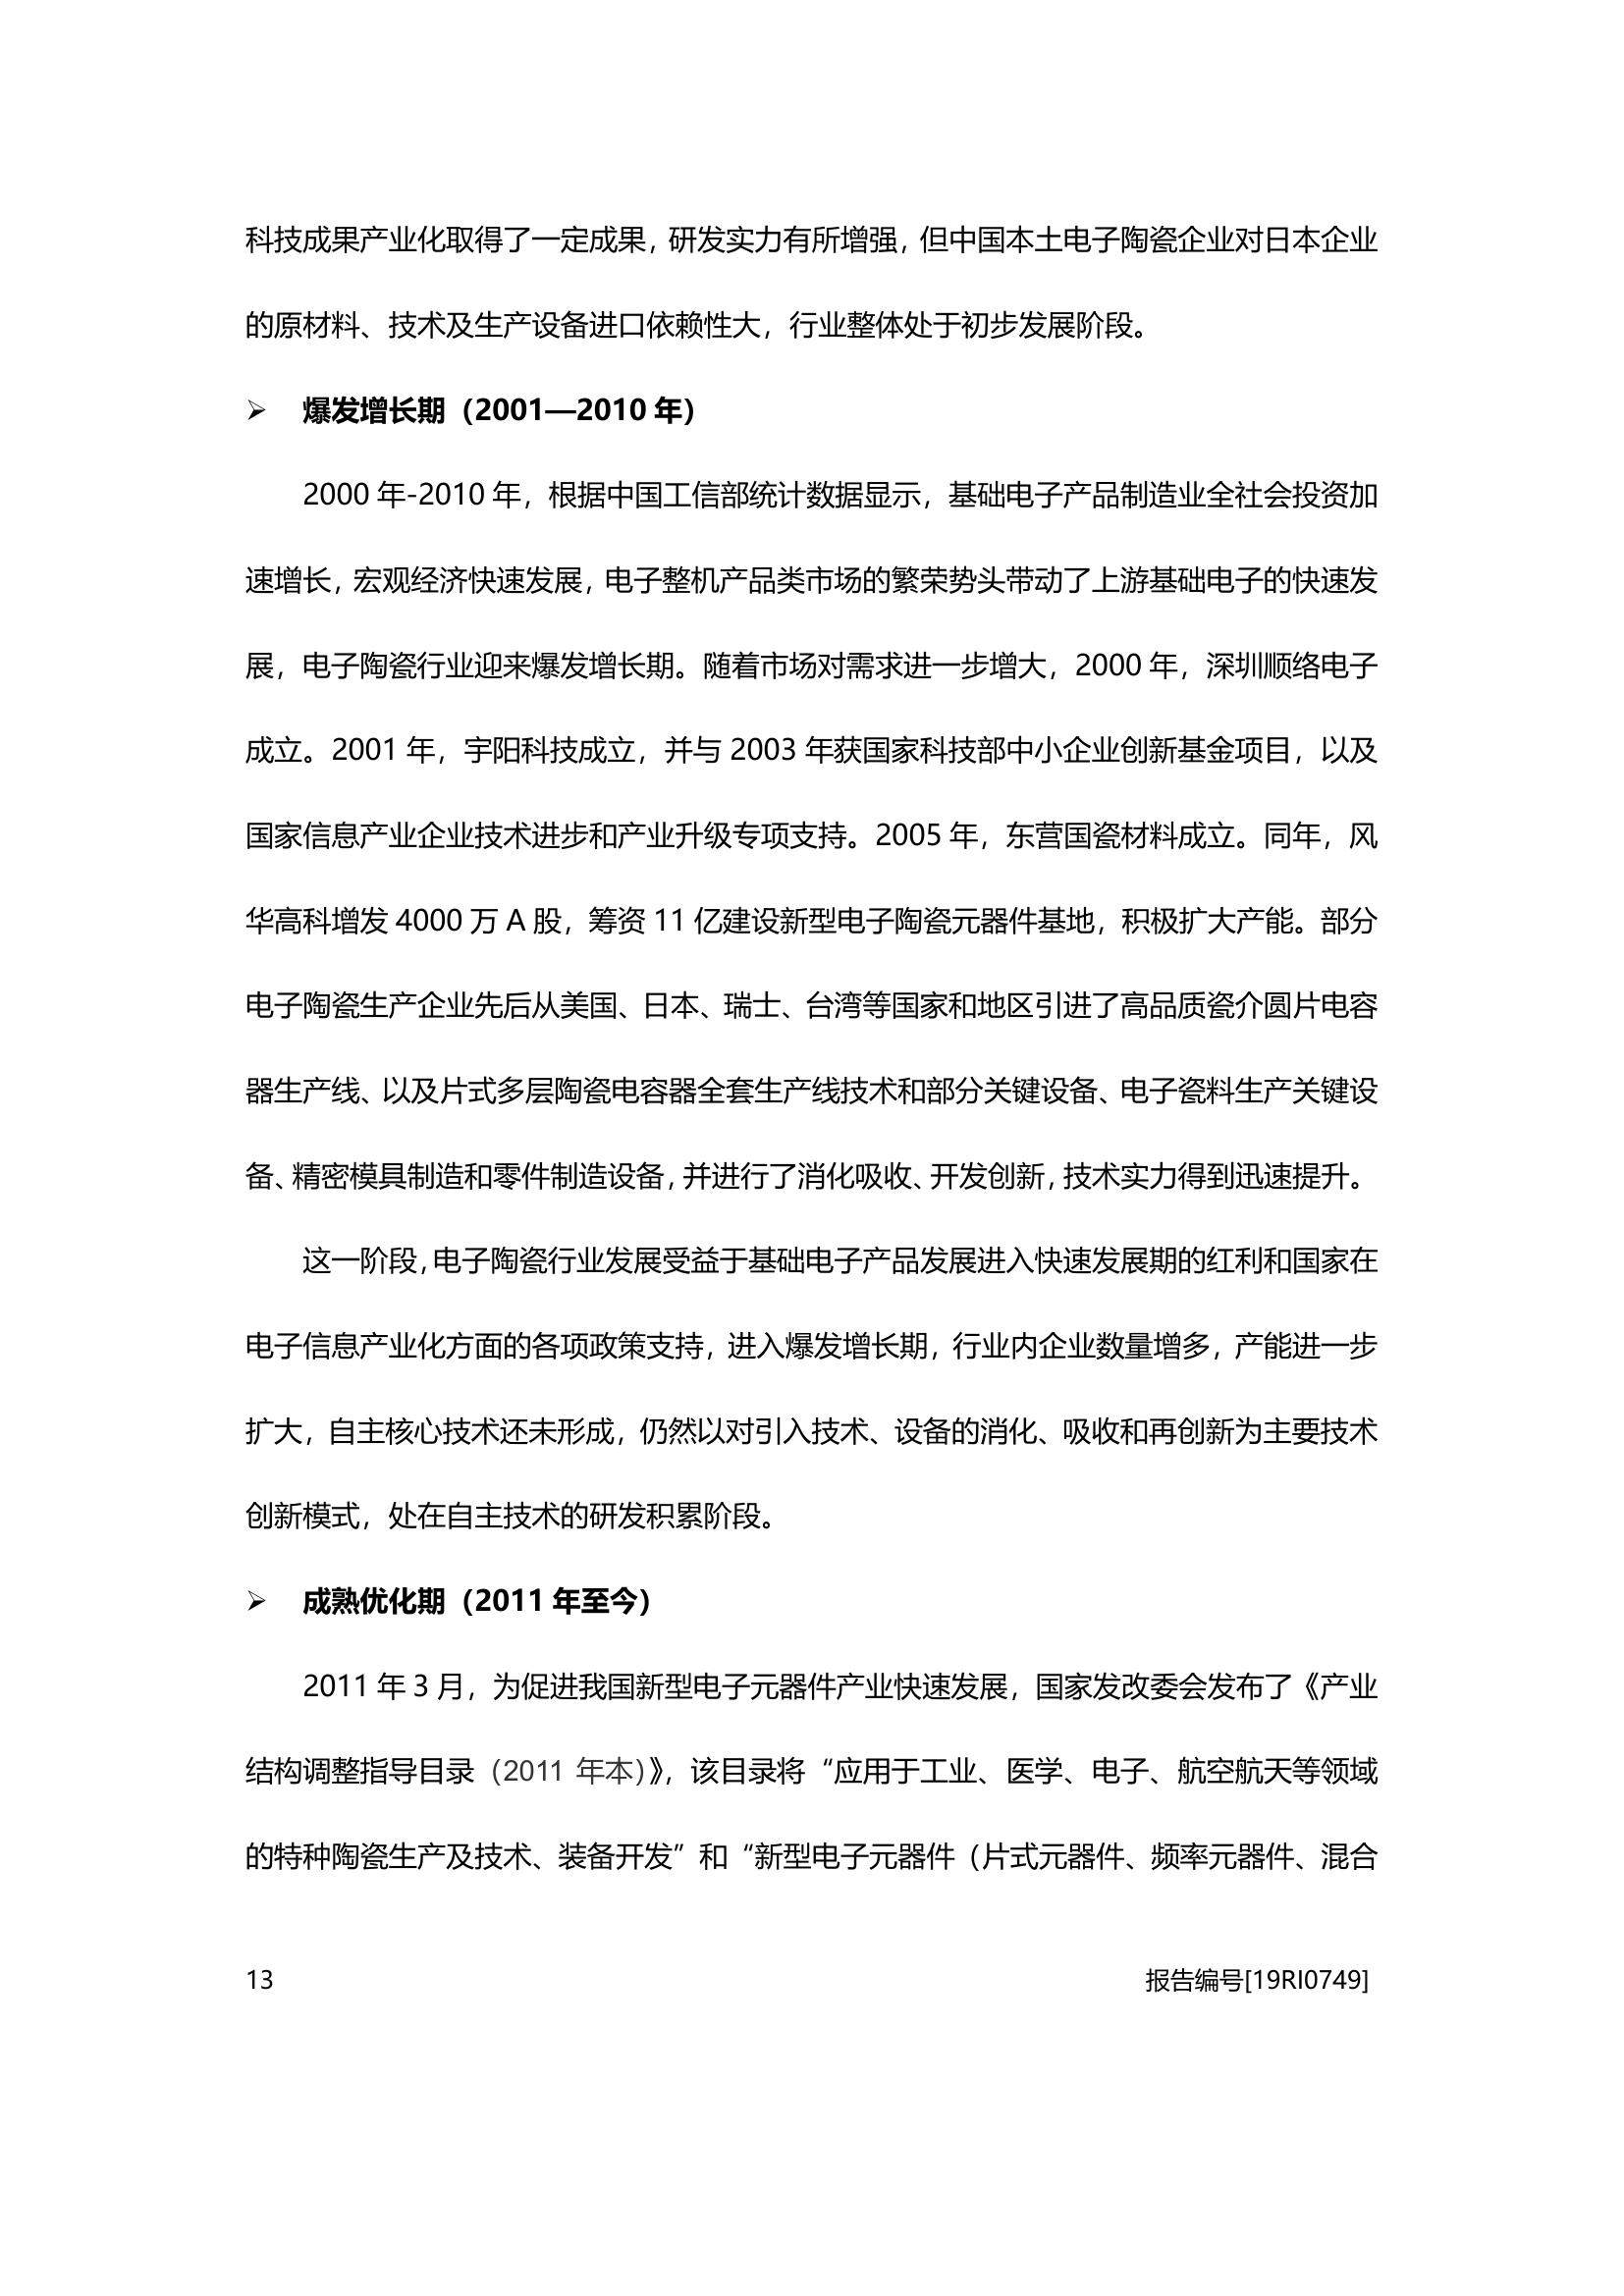 科技成果产业化取得了一定成果，研发实力有所增强，但中国本土电子陶瓷企业对日本企业
的原材料、技术及生产设备进口依赖性大，行业整体处于初步发展阶段。
➢ 爆发增长期（2001—2010 年）
2000 年-2010 年，根据中国工信部统计数据显示，基础电子产品制造业全社会投资加
速增长，宏观经济快速发展，电子整机产品类市场的繁荣势头带动了上游基础电子的快速发
展，电子陶瓷行业迎来爆发增长期。随着市场对需求进一步增大，2000 年，深圳顺络电子
成立。2001 年，宇阳科技成立，并与 2003 年获国家科技部中小企业创新基金项目，以及
国家信息产业企业技术进步和产业升级专项支持。2005 年，东营国瓷材料成立。同年，风
华高科增发 4000 万 A 股，筹资 11 亿建设新型电子陶瓷元器件基地，积极扩大产能。部分
电子陶瓷生产企业先后从美国、日本、瑞士、台湾等国家和地区引进了高品质瓷介圆片电容
器生产线、以及片式多层陶瓷电容器全套生产线技术和部分关键设备、电子瓷料生产关键设
备、精密模具制造和零件制造设备，并进行了消化吸收、开发创新，技术实力得到迅速提升。
这一阶段，电子陶瓷行业发展受益于基础电子产品发展进入快速发展期的红利和国家在
电子信息产业化方面的各项政策支持，进入爆发增长期，行业内企业数量增多，产能进一步
扩大，自主核心技术还未形成，仍然以对引入技术、设备的消化、吸收和再创新为主要技术
创新模式，处在自主技术的研发积累阶段。
➢ 成熟优化期（2011 年至今）
2011 年 3 月，为促进我国新型电子元器件产业快速发展，国家发改委会发布了《产业
结构调整指导目录（2011 年本）》，该目录将“应用于工业、医学、电子、航空航天等领域
的特种陶瓷生产及技术、装备开发”和“新型电子元器件（片式元器件、频率元器件、混合
13 报告编号[19RI0749]